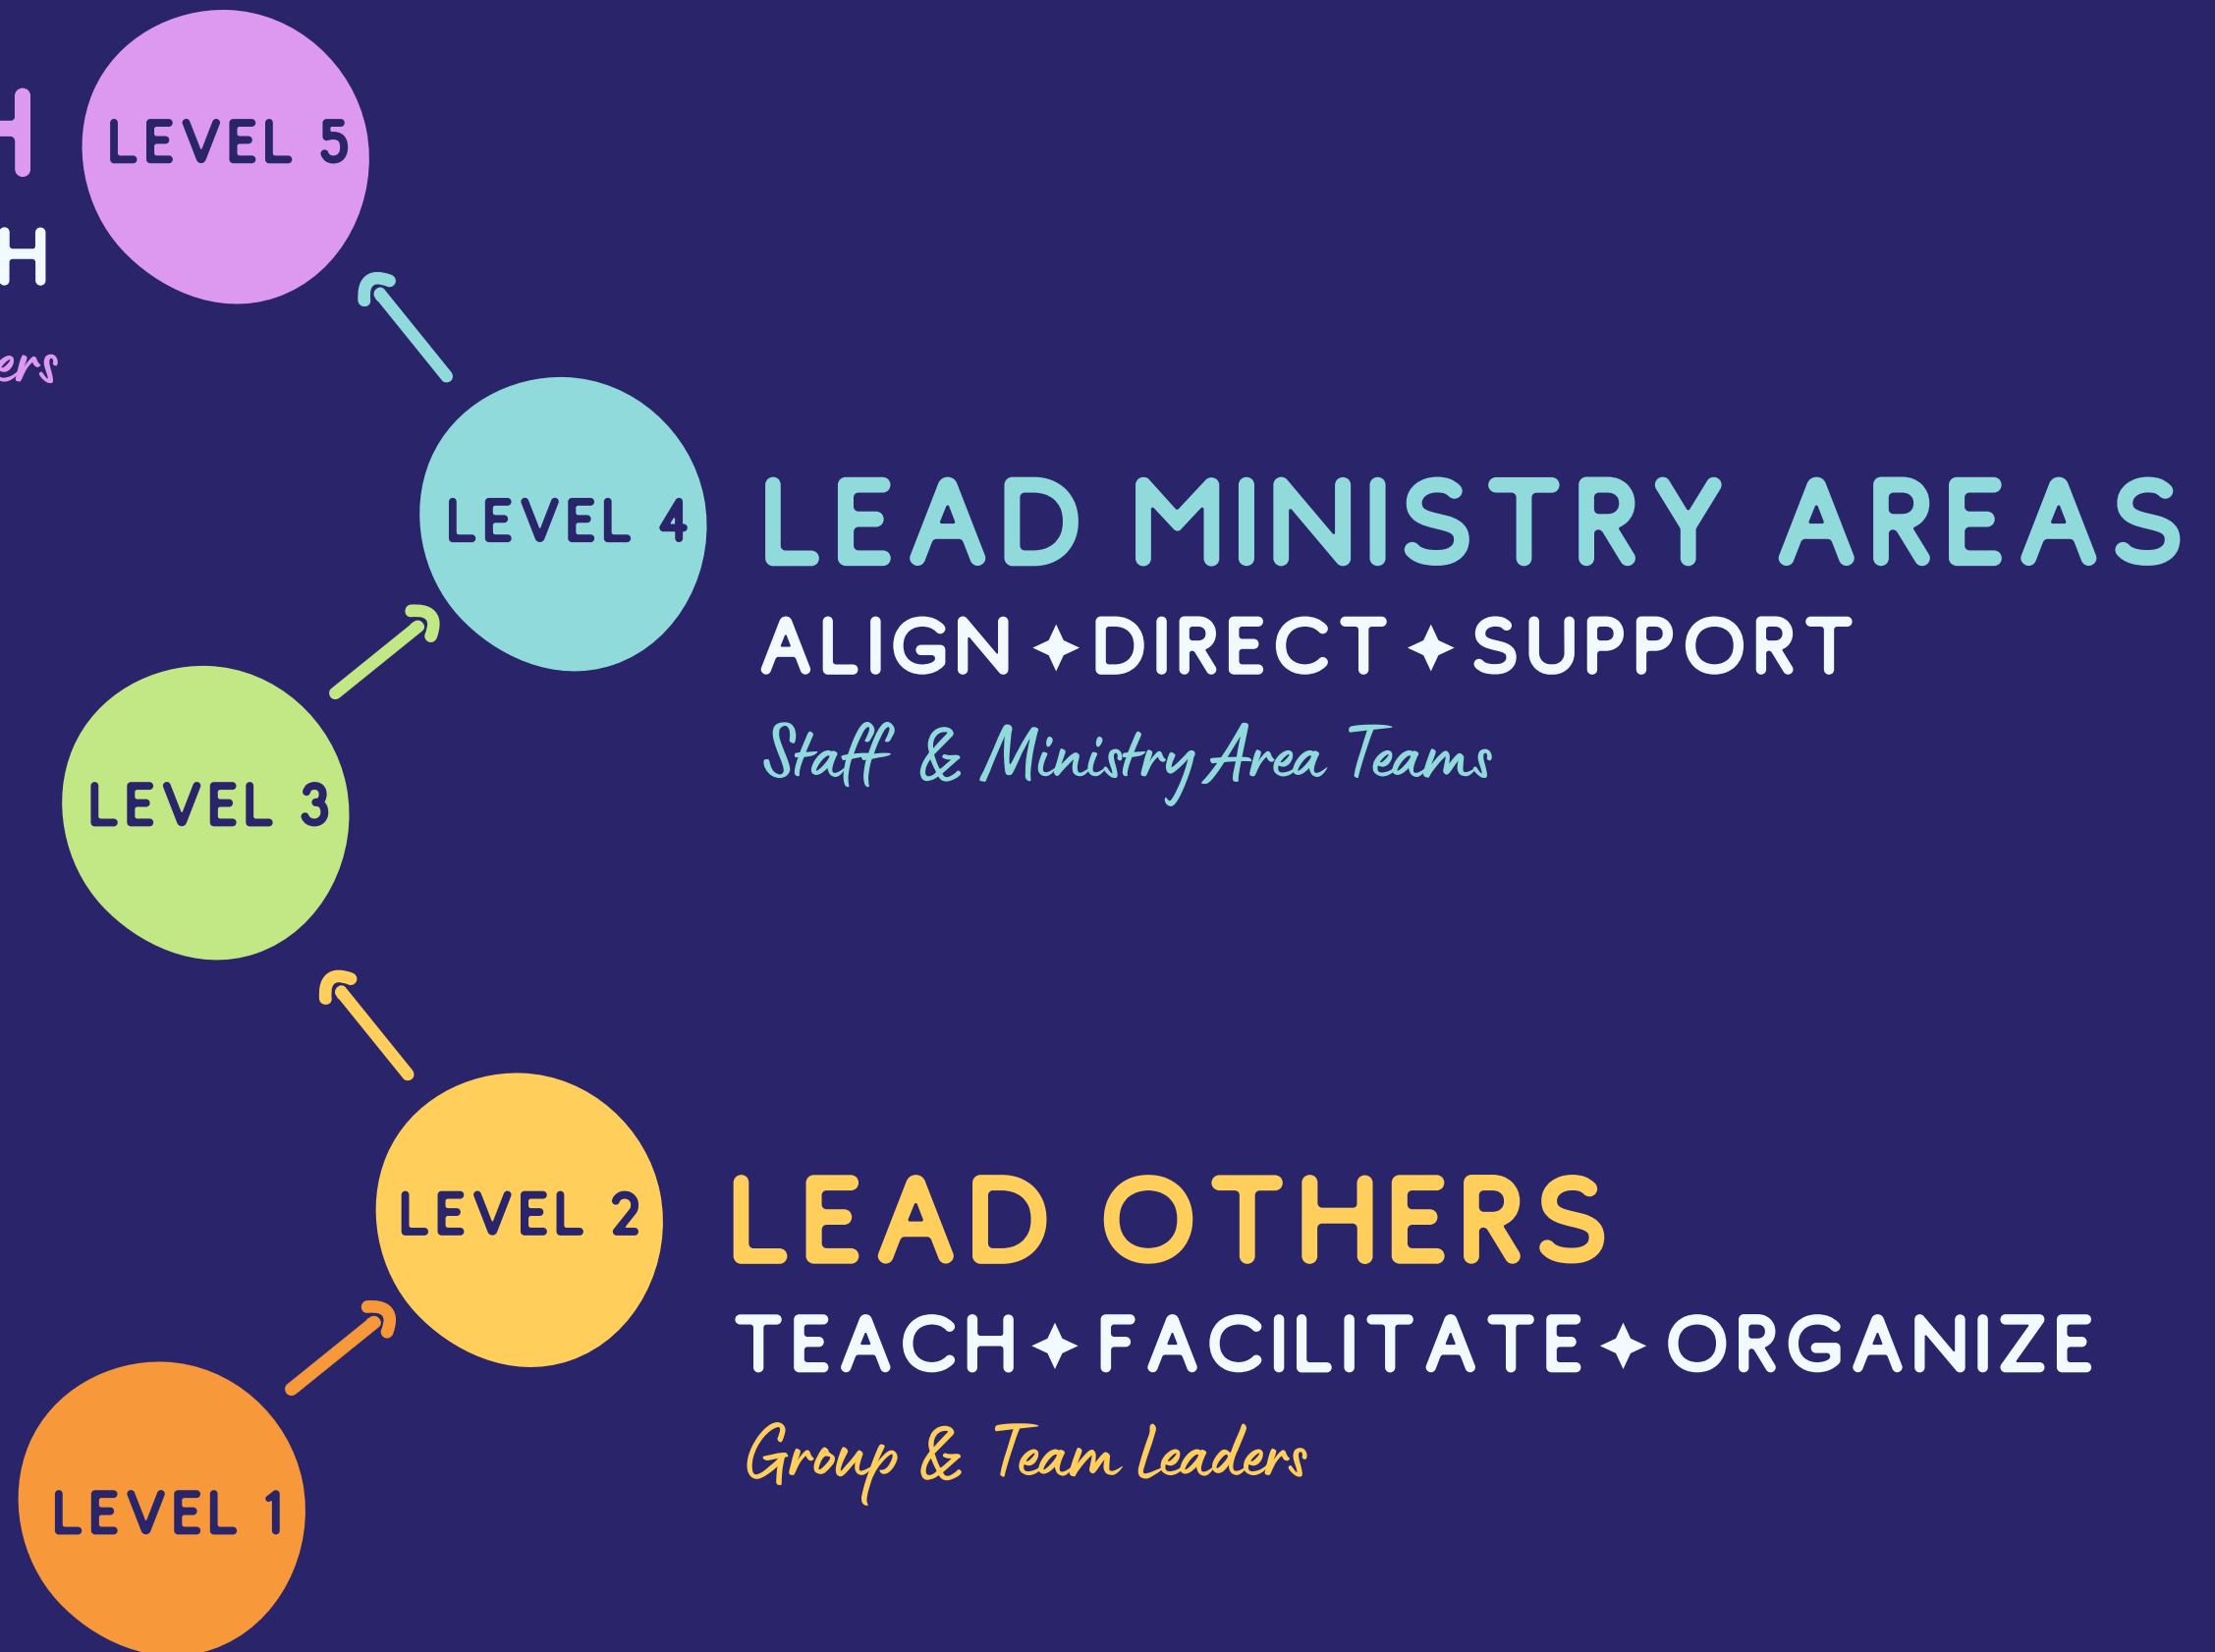 H
LEVEL 5
H
ers
LEVEL 4
LEAD MINISTRY AREAS
ALIGN DIRECT SUPPORT
Staff & Ministry Area Teams
LEVEL 3
LEVEL 2
LEAD OTHERS
TEACH FACILITATE ORGANIZE
Group & Team Leaders
LEVEL 1